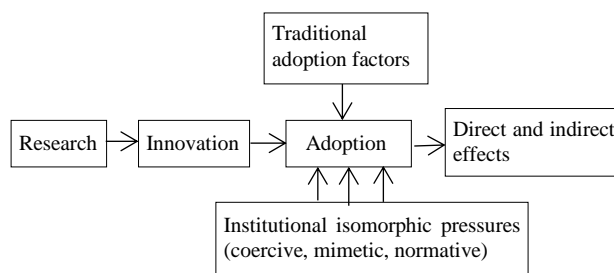 Traditional
adoption factors
Research
Innovation
Adoption
Direct and indirect
effects
Institutional isomorphic pressures
(coercive, mimetic, normative)